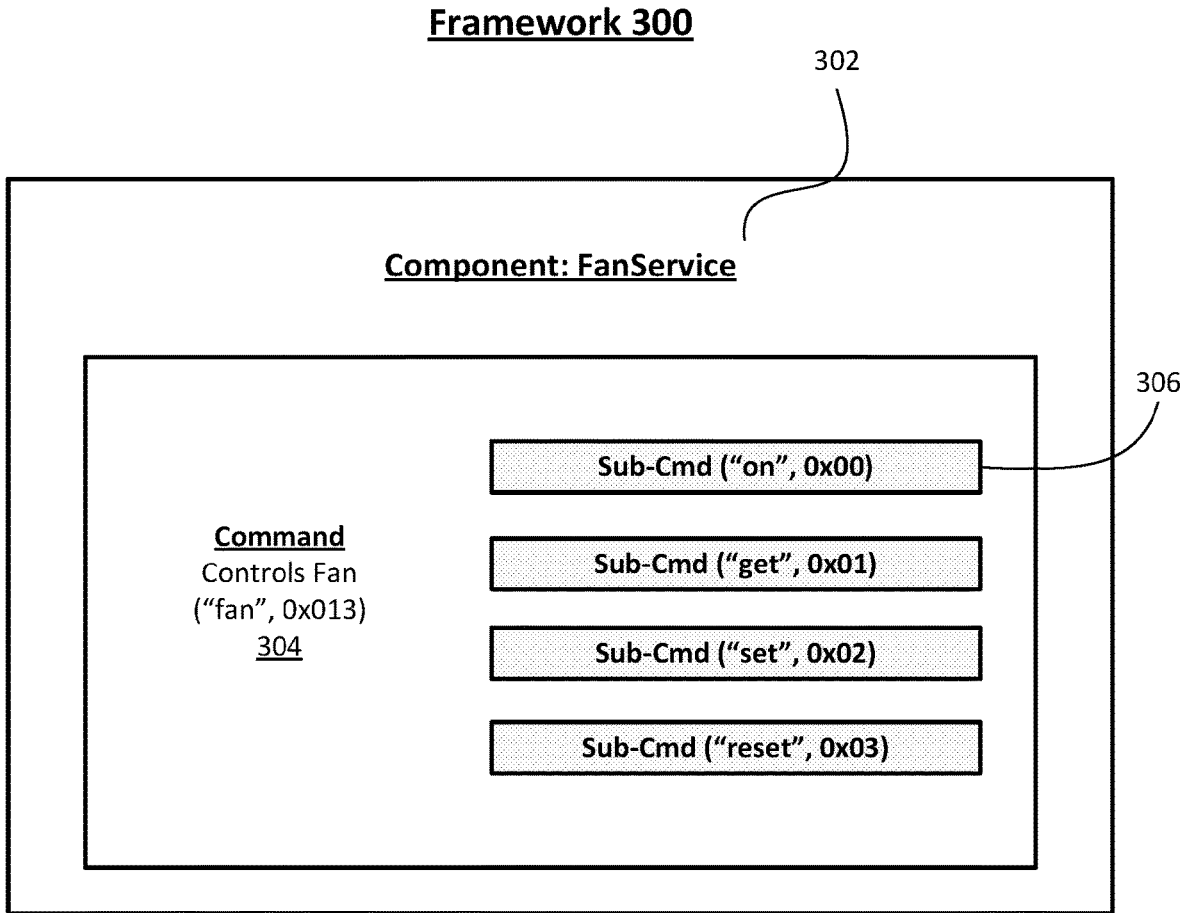 Framework 300
302
Component: FanService
306
Sub-Cmd (“on”, 0x00)
Command
Controls Fan
(“fan”, 0x013)
304
Sub-Cmd (“get”, 0x01)
Sub-Cmd (“set”, 0x02)
Sub-Cmd (“reset”, 0x03)